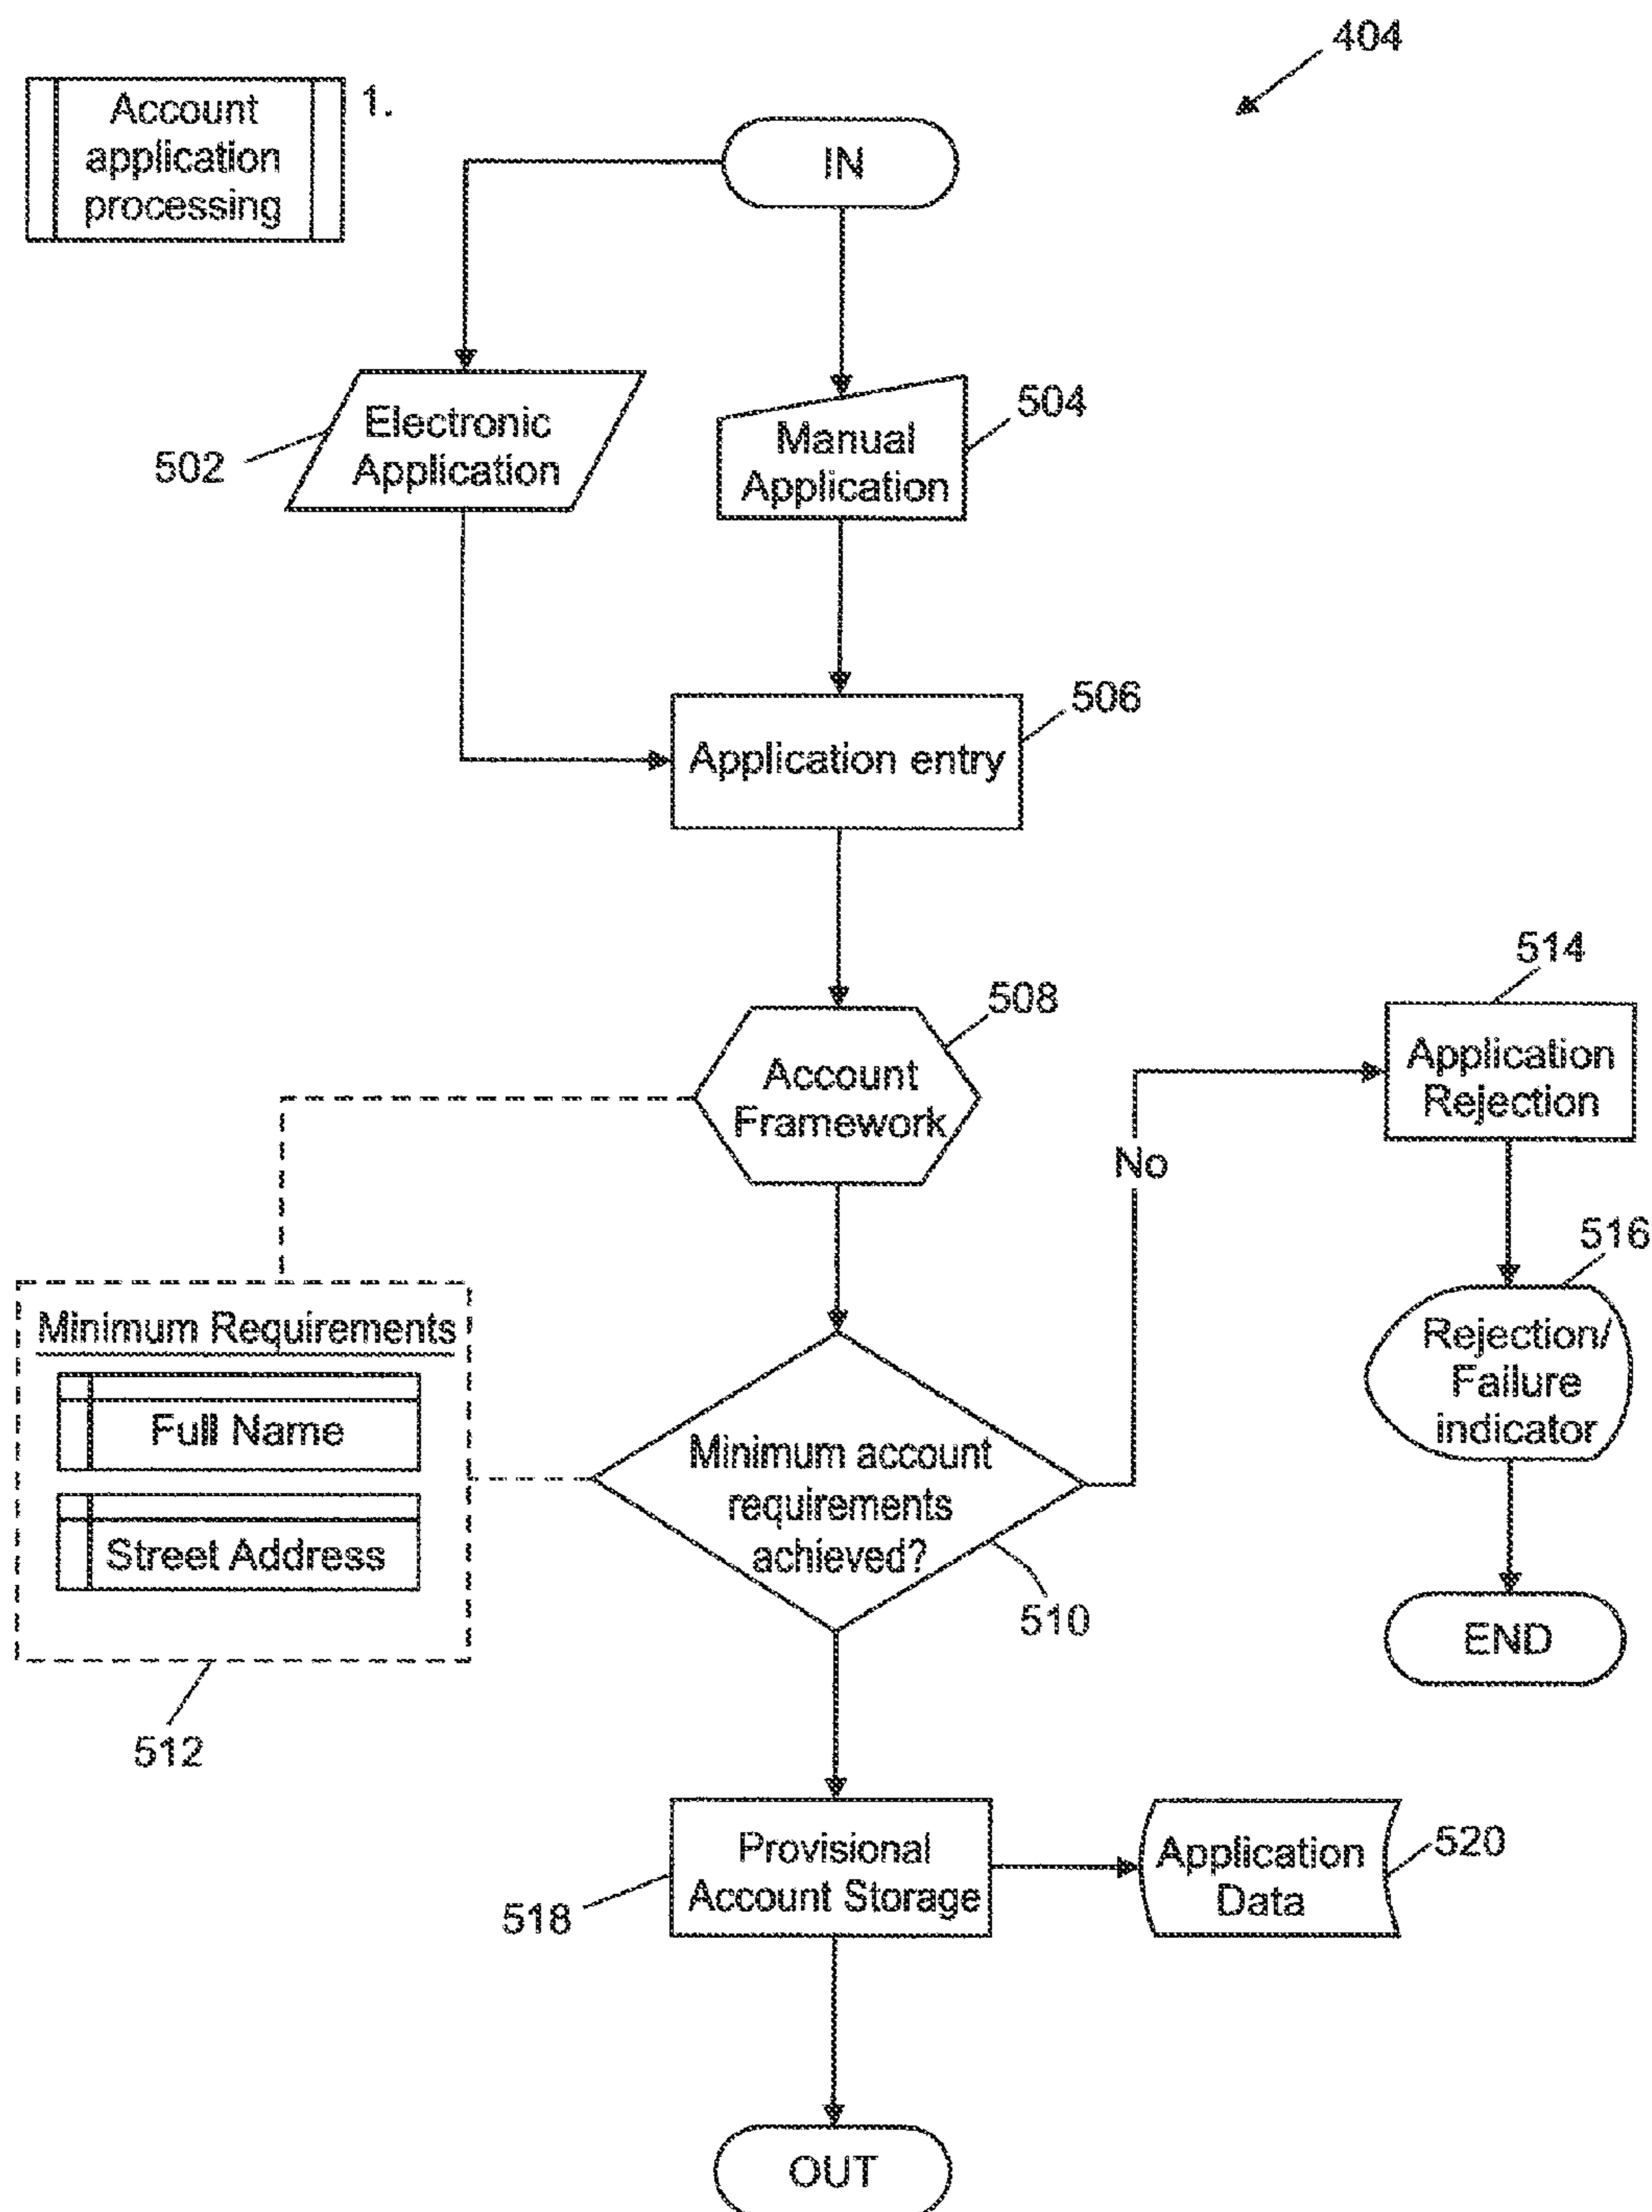 404
Account
application
processing
1.
IN
Electronic
Application
502
Manual
Application
504
Application entry
506
Account
Framework
508
514
Application
Rejection
No
516
Rejection/
Failure
indicator
Minimum Requirements
Full Name
Street Address
512
Minimum account
requirements
achieved?
510
END
Provisional
Account Storage
518
Application
Data
520
OUT